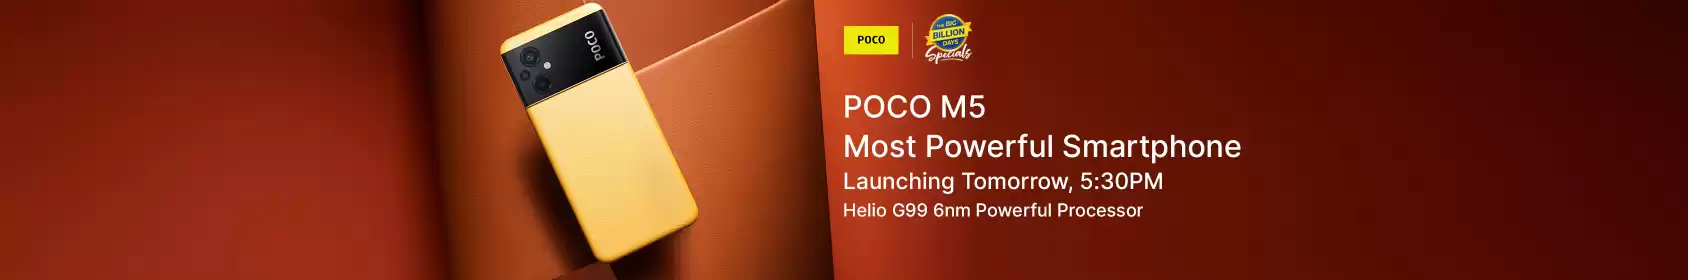 POCO
POCO
THE BIG
BILLION
DAYS
Specials
POCO M5
Most Powerful Smartphone
Launching Tomorrow, 5:30PM
Helio G99 6nm Powerful Processor